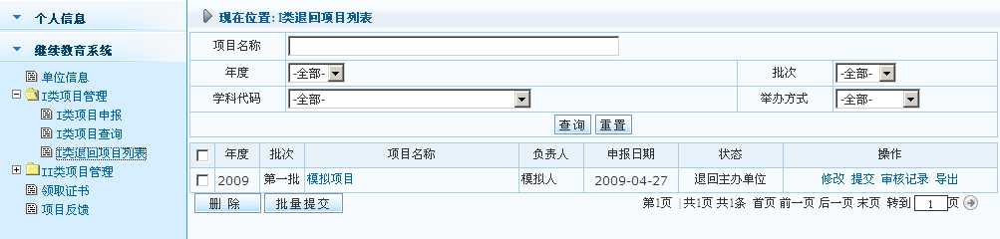 个人信息
继续教育系统
单位信息
I类项目管理
I类项目申报
I类项目查询
I类退回项目列表
II类项目管理
领取证书
项目反馈
现在位置: I类退回项目列表
项目名称
年度 -全部- 批次 -全部-
学科代码 -全部- 举办方式 -全部-
查询 重置
年度 批次 项目名称 负责人 申报日期 状态 操作
2009 第一批 模拟项目 模拟人 2009-04-27 退回主办单位 修改 提交 审核记录 导出
删 除 批量提交 第1页 |共1页 共1条 首页 前一页 后一页 末页 转到 1 页